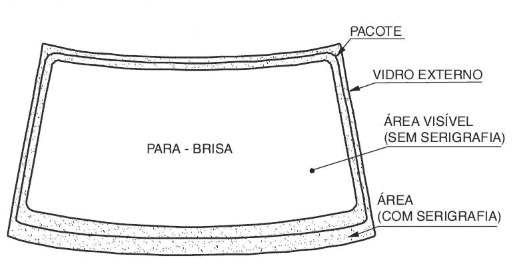 PACOTE
VIDRO EXTERNO
ÁREA VISÍVEL
(SEM SERIGRAFIA)
PARA - BRISA
ÁREA
(COM SERIGRAFIA)